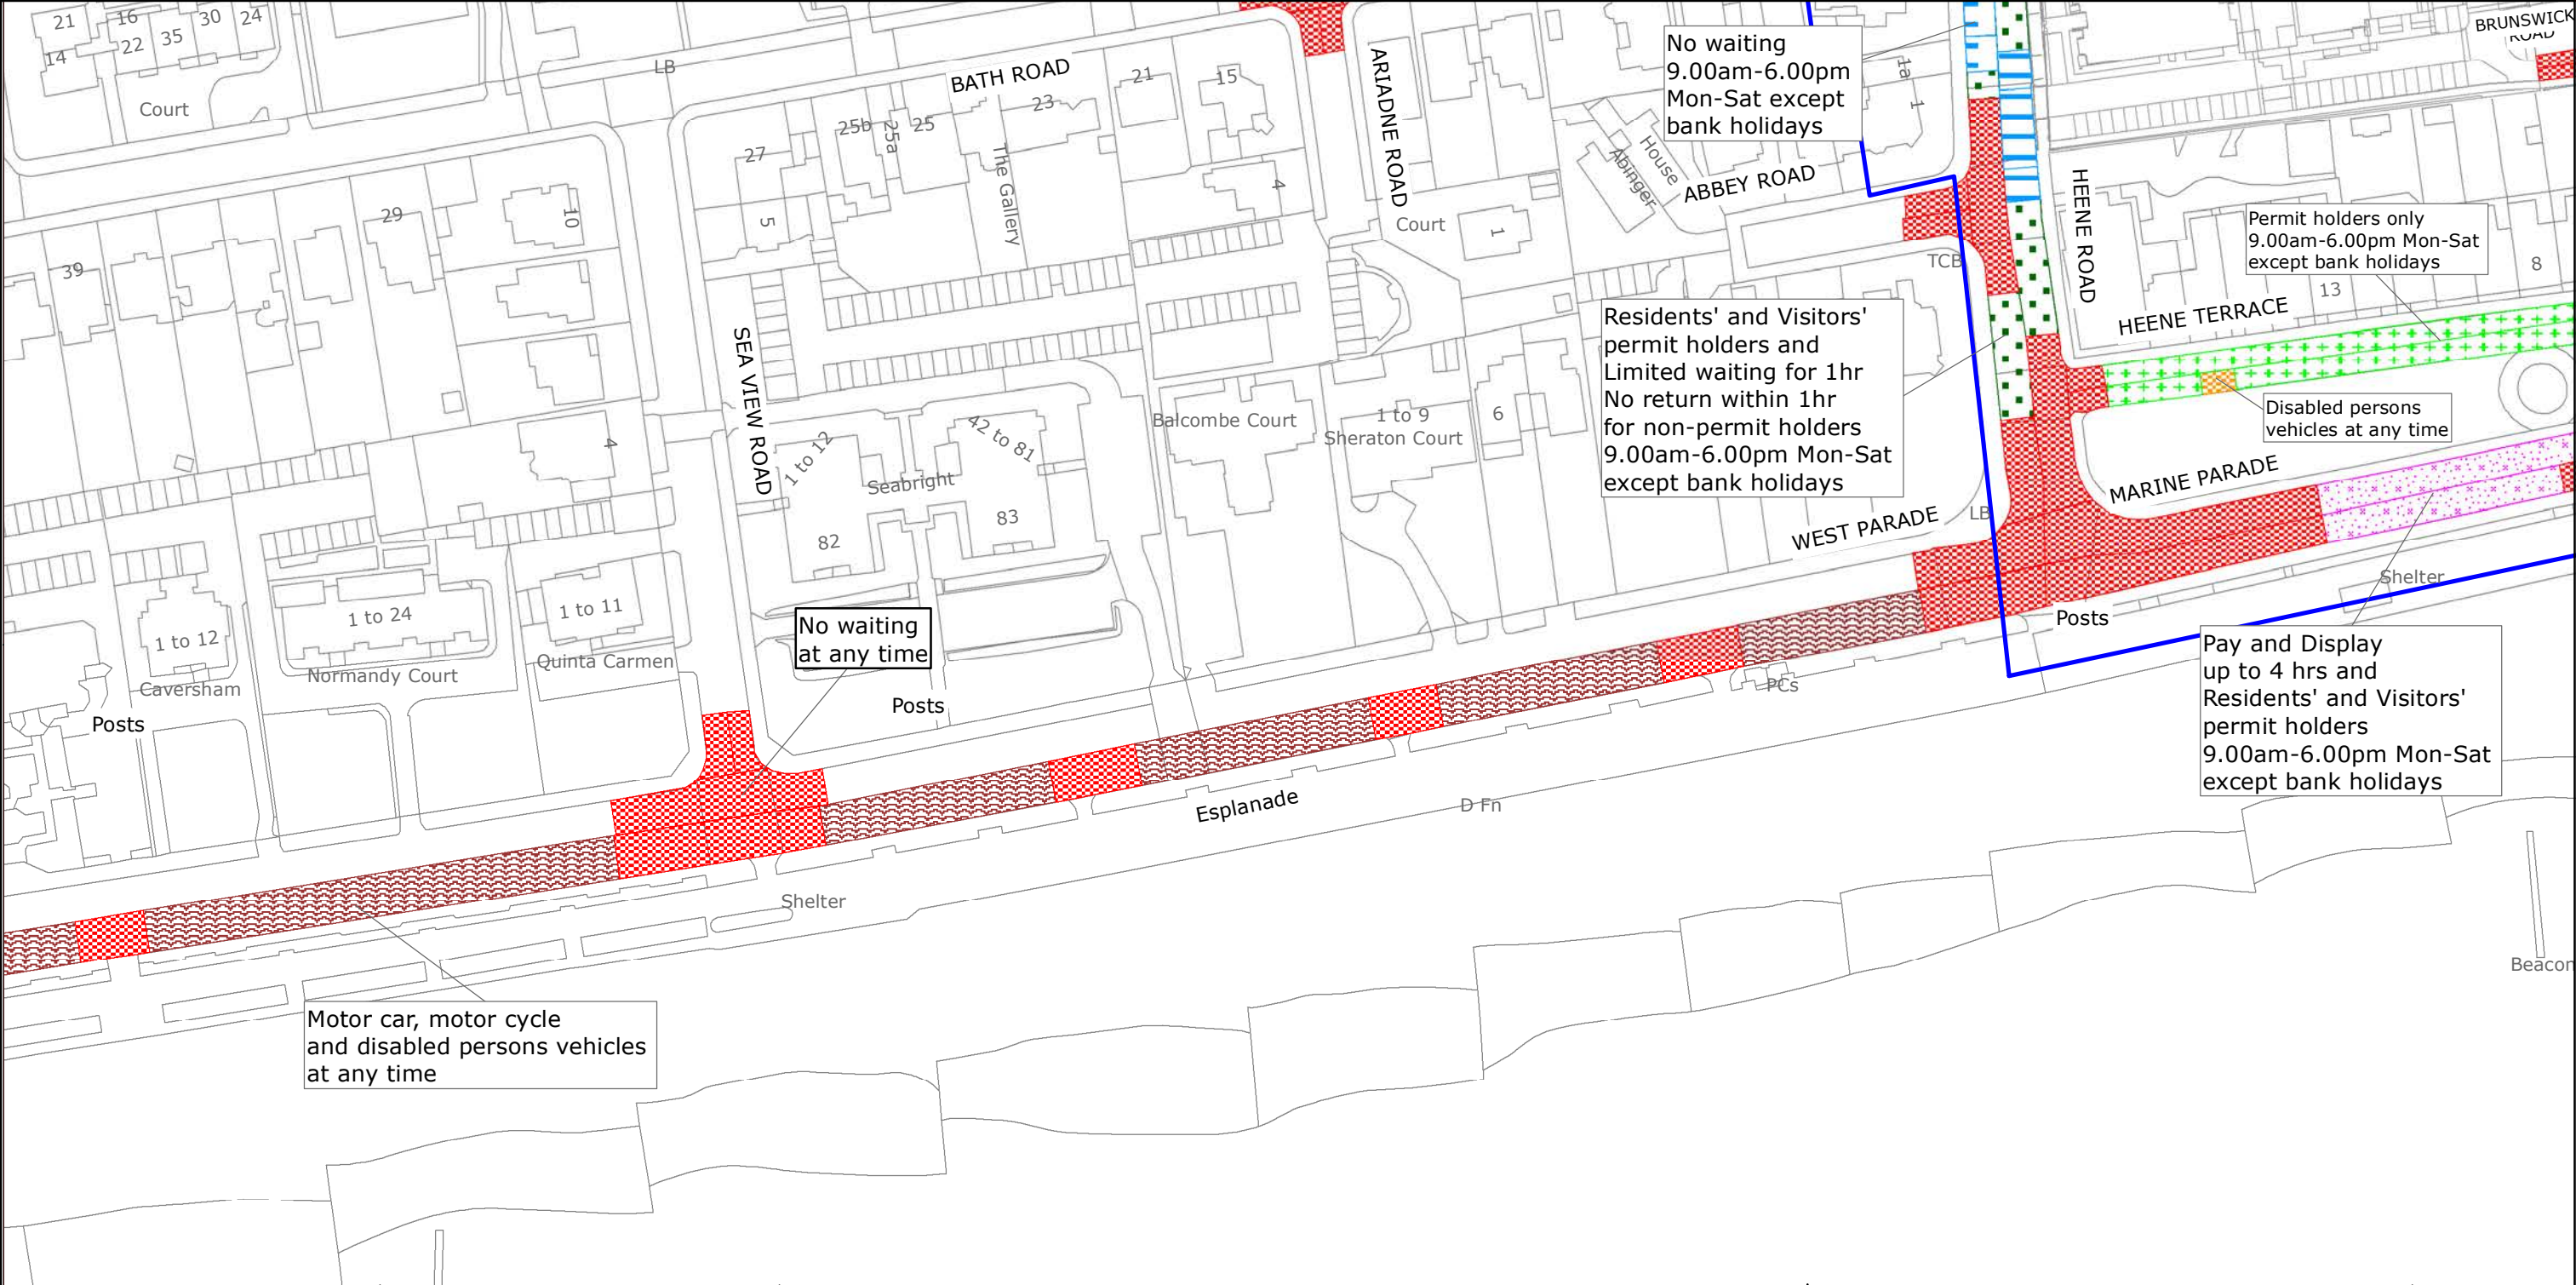 21
16
22
35
30
24
14
Court
LB
BATH ROAD
27
25b
25a
25
23
21
15
The Gallery
5
4
ARIADNE ROAD
No waiting
9.00am-6.00pm
Mon-Sat except
bank holidays
1a
1
House
Abinger
ABBEY ROAD
BRUNSWICK
ROAD
HEENE ROAD
Permit holders only
9.00am-6.00pm Mon-Sat
except bank holidays
8
13
HEENE TERRACE
39
29
10
Court
1
TCB
SEA VIEW ROAD
Residents' and Visitors'
permit holders and
Limited waiting for 1hr
No return within 1hr
for non-permit holders
9.00am-6.00pm Mon-Sat
except bank holidays
Disabled persons
vehicles at any time
MARINE PARADE
4
1 to 12
42 to 81
Seabright
82
83
Balcombe Court
1 to 9
Sheraton Court
6
WEST PARADE
LB
Shelter
Posts
1 to 12
Caversham
1 to 24
Normandy Court
1 to 11
Quinta Carmen
No waiting
at any time
Posts
Posts
PCs
Pay and Display
up to 4 hrs and
Residents' and Visitors'
permit holders
9.00am-6.00pm Mon-Sat
except bank holidays
Esplanade
D Fn
Shelter
Beacon
Motor car, motor cycle
and disabled persons vehicles
at any time